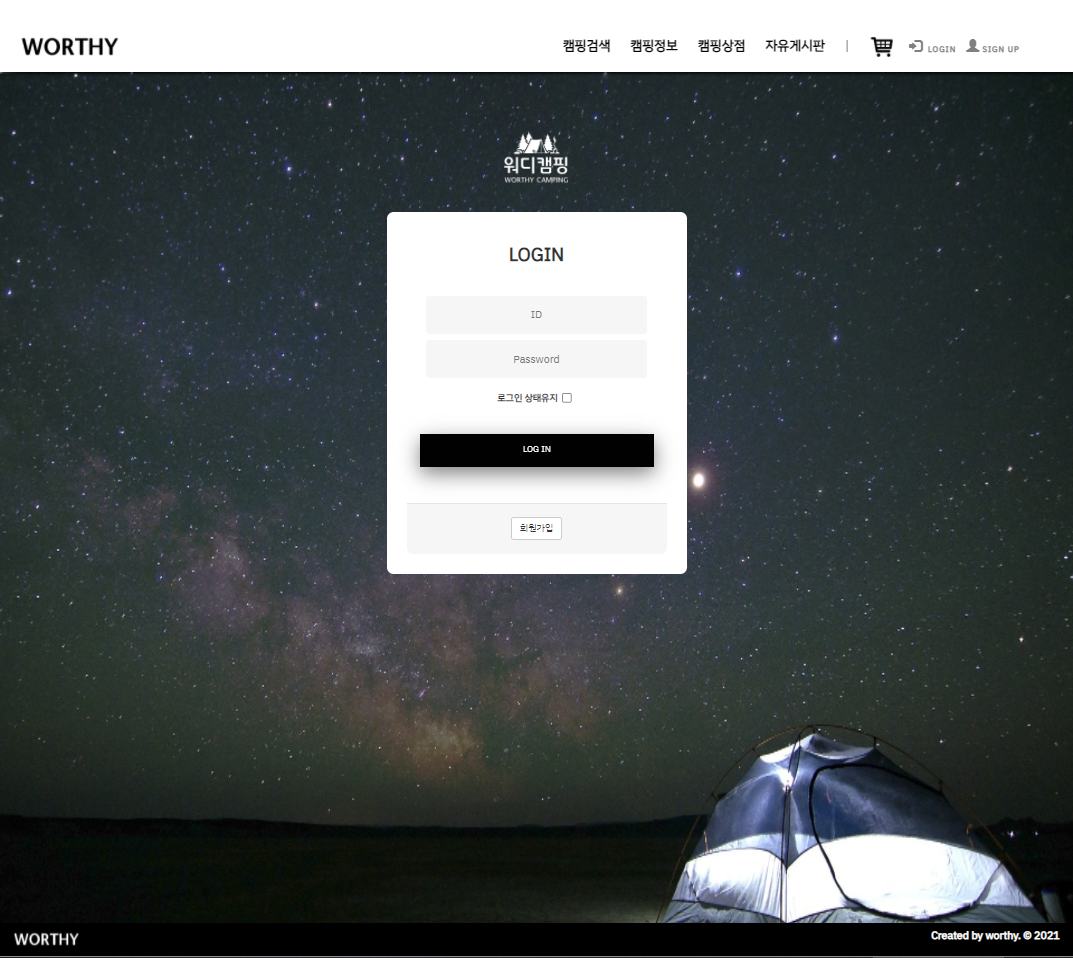 WORTHY
캠핑검색 캠핑정보 캠핑상점 자유게시판 | LOGIN SIGN UP
워디캠핑
WORTHY CAMPING
LOGIN
ID
Password
로그인 상태유지
LOG IN
회원가입
WORTHY
Created by worthy. © 2021